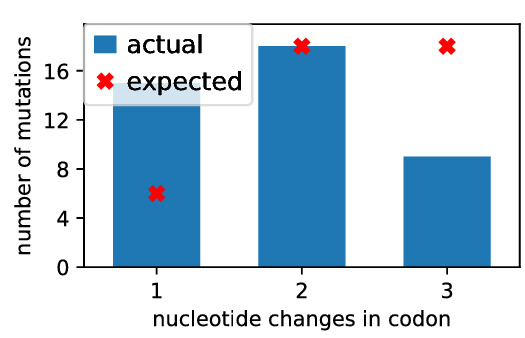 actual
expected
number of mutations
16
12
8
4
0
1 2 3
nucleotide changes in codon